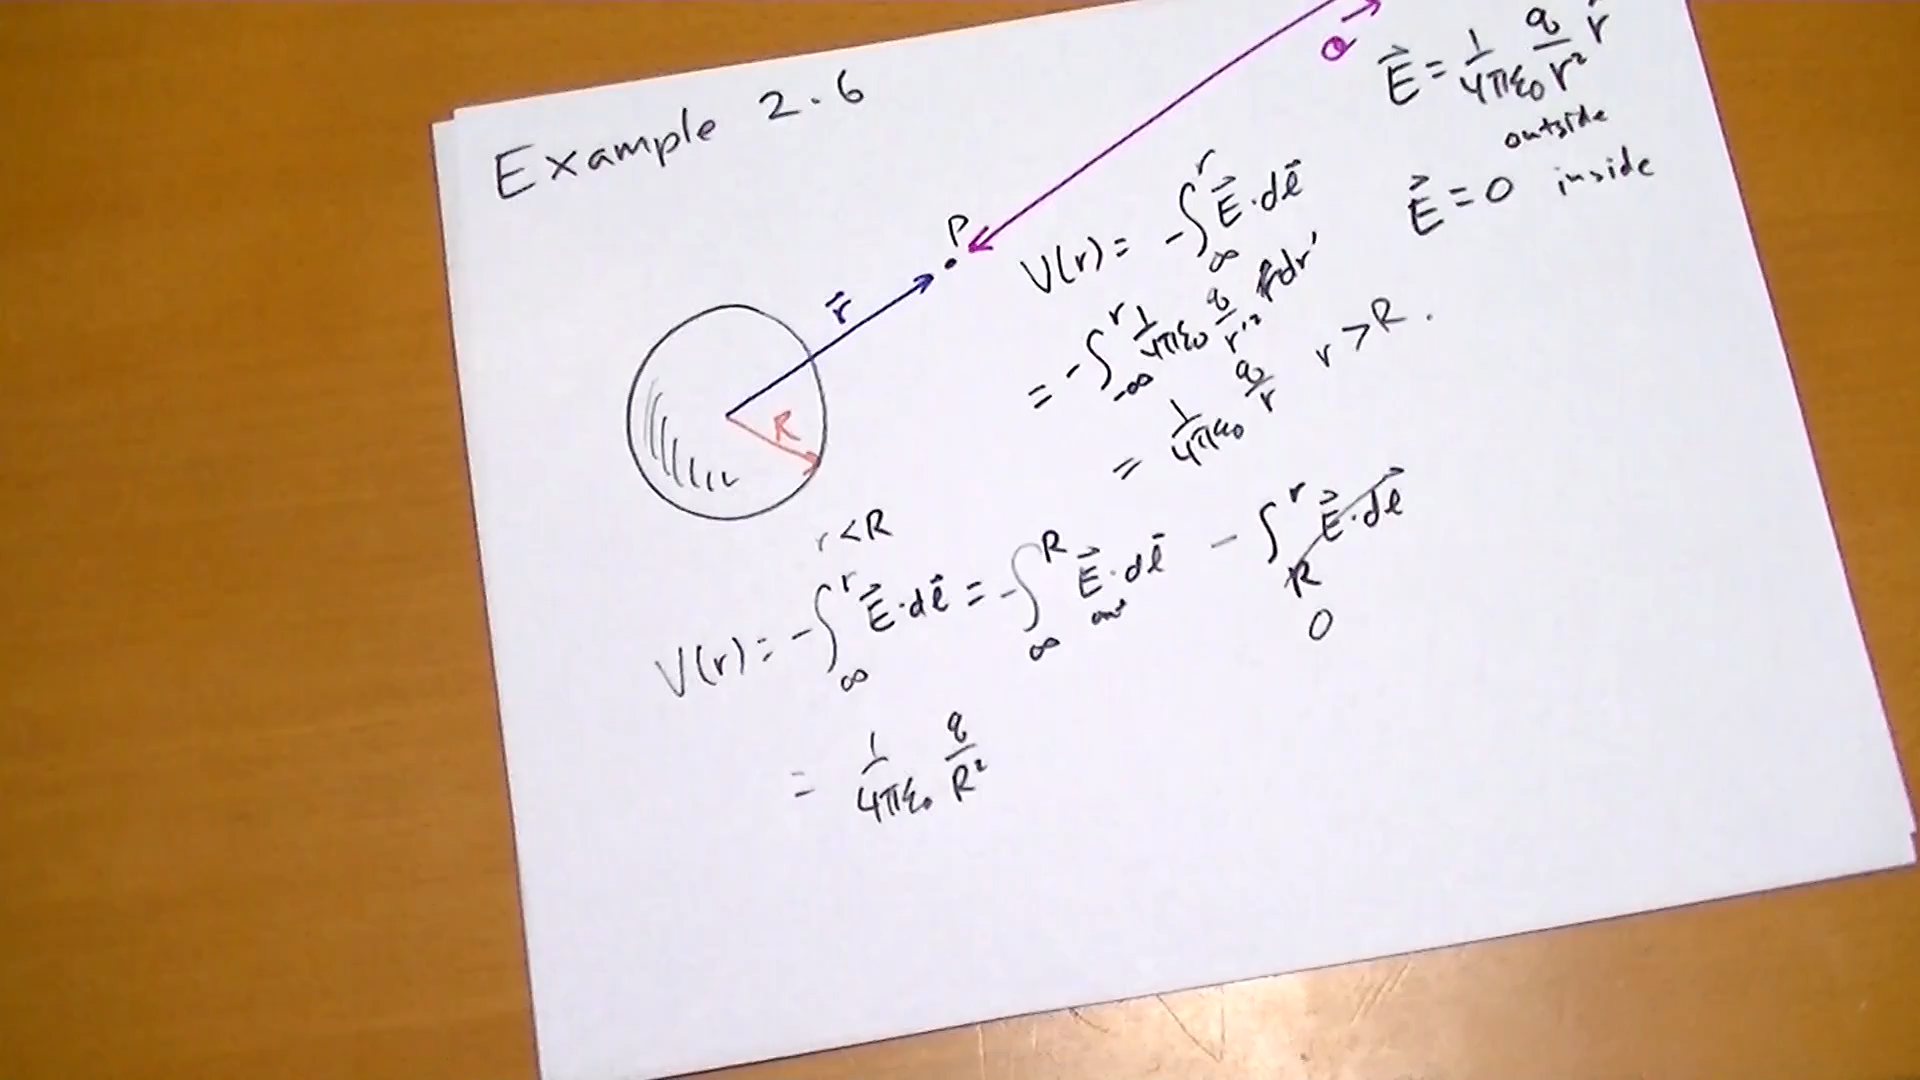 Example 2.6
P
r⃗
R
E⃗ = 1/4πε₀ q/r² r̂
outside
E⃗ = 0 inside
V(r) = -∫_∞^r E⃗·dl⃗
= -∫_-∞^r 1/4πε₀ q/r'² dr'
= 1/4πε₀ q/r r > R.
r < R
V(r) = -∫_∞^r E⃗·dl⃗ = -∫_∞^R E⃗·dl⃗ - ∫_R^r E⃗·dl⃗
out
0
= 1/4πε₀ q/R²